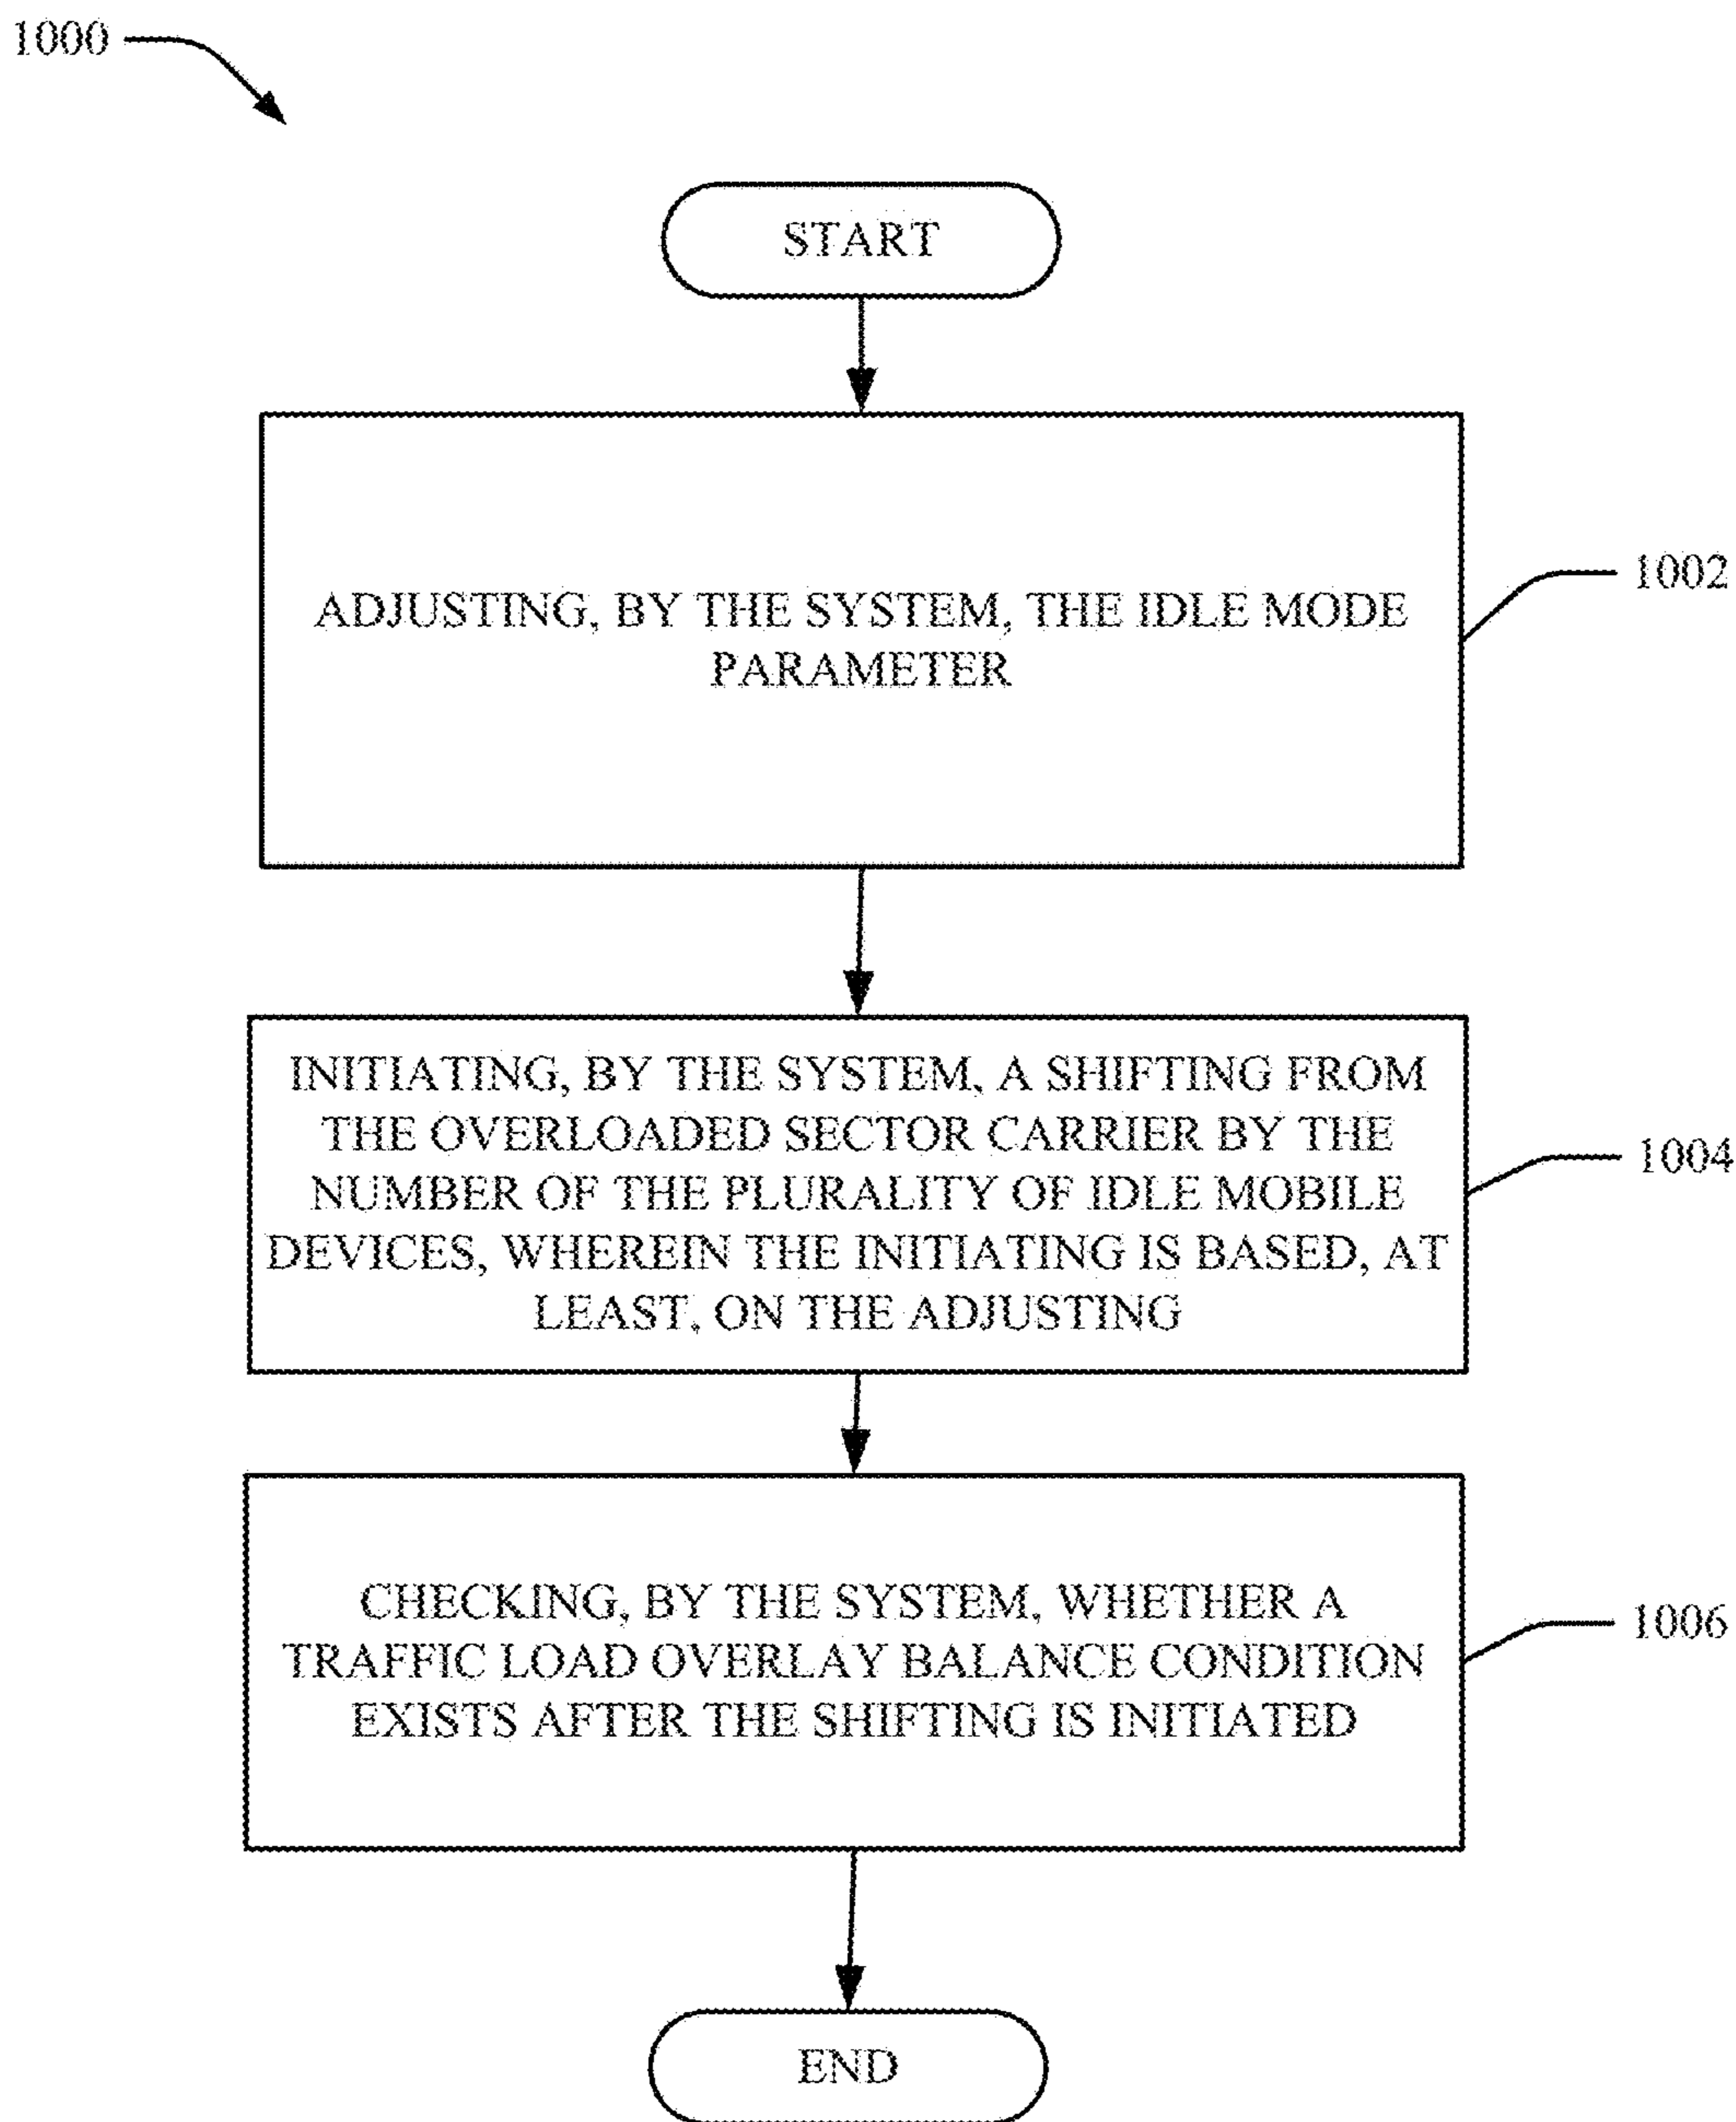 1000
START
ADJUSTING, BY THE SYSTEM, THE IDLE MODE
PARAMETER
1002
INITIATING, BY THE SYSTEM, A SHIFTING FROM
THE OVERLOADED SECTOR CARRIER BY THE
NUMBER OF THE PLURALITY OF IDLE MOBILE
DEVICES, WHEREIN THE INITIATING IS BASED, AT
LEAST, ON THE ADJUSTING
1004
CHECKING, BY THE SYSTEM, WHETHER A
TRAFFIC LOAD OVERLAY BALANCE CONDITION
EXISTS AFTER THE SHIFTING IS INITIATED
1006
END